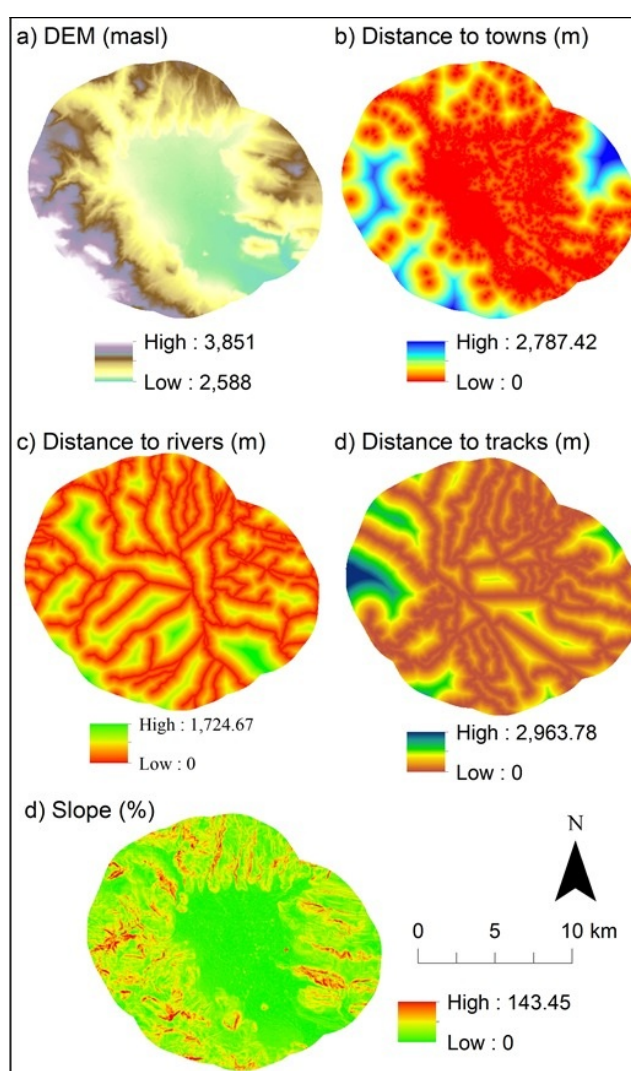 a) DEM (masl)
b) Distance to towns (m)
High : 3,851
Low : 2,588
High : 2,787.42
Low : 0
c) Distance to rivers (m)
d) Distance to tracks (m)
High : 1,724.67
Low : 0
High : 2,963.78
Low : 0
d) Slope (%)
N
0 5 10 km
High : 143.45
Low : 0